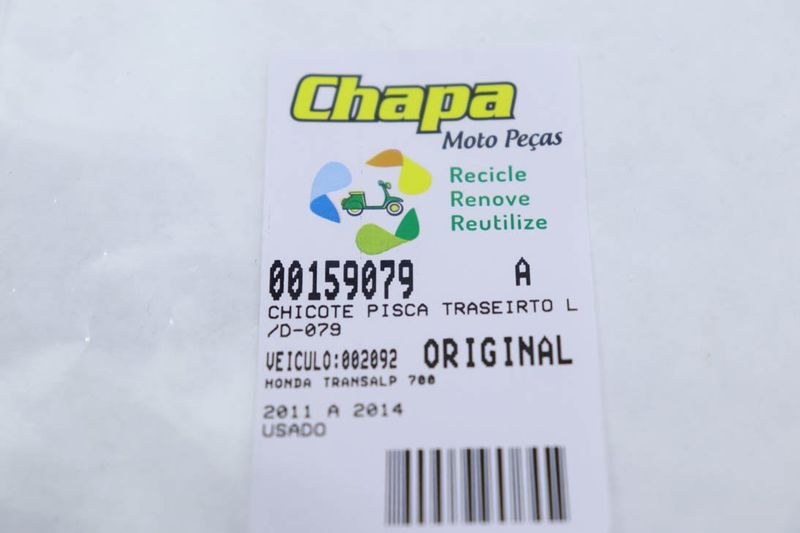 Chapa
Moto Peças
Recicle
Renove
Reutilize
00159079 A
CHICOTE PISCA TRASEIRTO L
/D-079
VEICULO:002092 ORIGINAL
HONDA TRANSALP 700
2011 A 2014
USADO